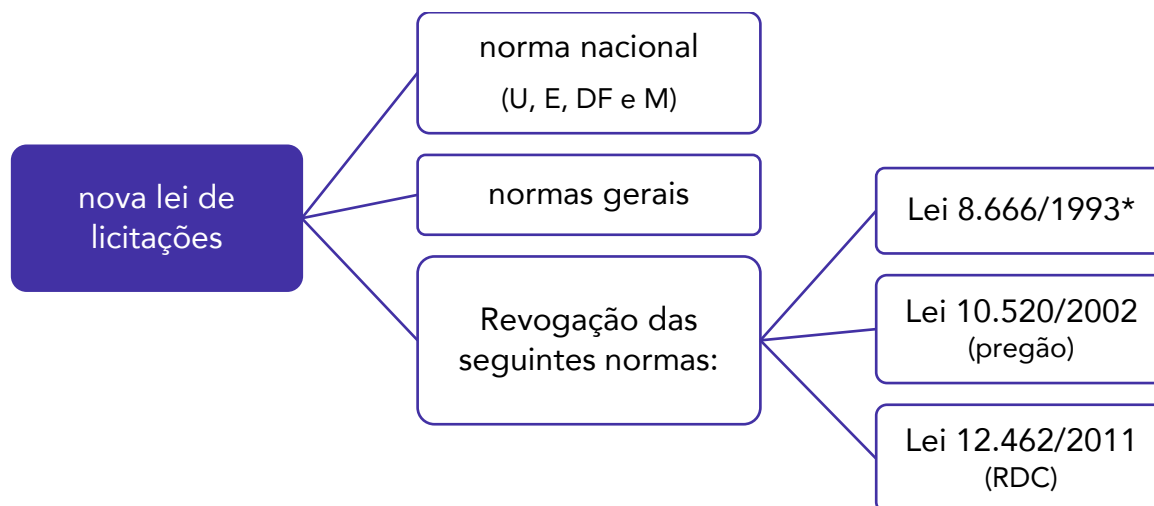 nova lei de
licitações
norma nacional
(U, E, DF e M)
normas gerais
Revogação das
seguintes normas:
Lei 8.666/1993*
Lei 10.520/2002
(pregão)
Lei 12.462/2011
(RDC)